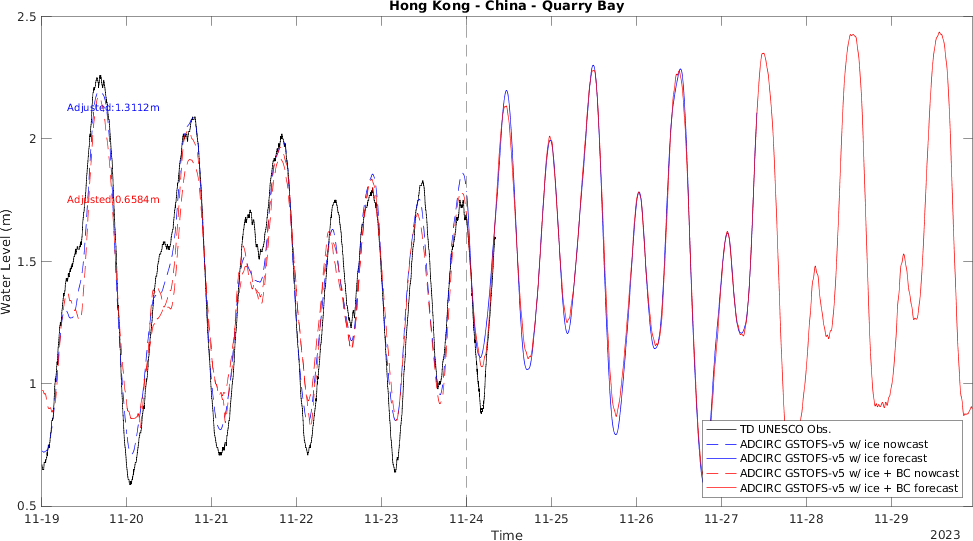 Hong Kong - China - Quarry Bay
2.5
2
1.5
1
0.5
Water Level (m)
Adjusted:1.3112m
Adjusted:0.6584m
TD UNESCO Obs.
ADCIRC GSTOFS-v5 w/ ice nowcast
ADCIRC GSTOFS-v5 w/ ice forecast
ADCIRC GSTOFS-v5 w/ ice + BC nowcast
ADCIRC GSTOFS-v5 w/ ice + BC forecast
11-19 11-20 11-21 11-22 11-23 11-24 11-25 11-26 11-27 11-28 11-29
Time
2023